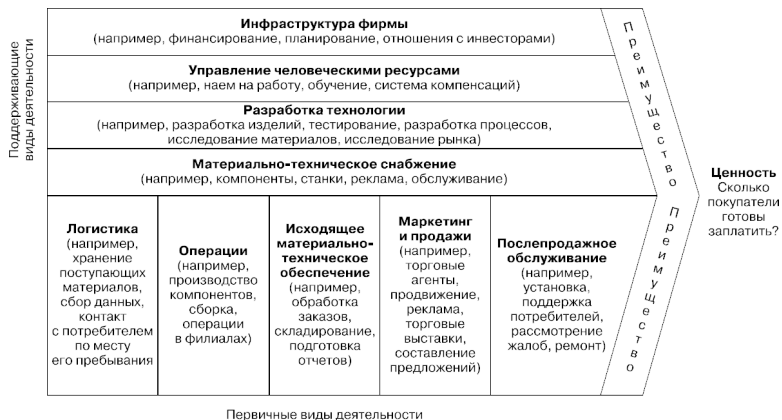 Поддерживающие
виды деятельности
Инфраструктура фирмы
(например, финансирование, планирование, отношения с инвесторами)
Управление человеческими ресурсами
(например, наем на работу, обучение, система компенсаций)
Разработка технологии
(например, разработка изделий, тестирование, разработка процессов,
исследование материалов, исследование рынка)
Материально-техническое снабжение
(например, компоненты, станки, реклама, обслуживание)
Логистика
(например,
хранение
поступающих
материалов,
сбор данных,
контакт
с потребителем
по месту
его пребывания
Операции
(например,
производство
компонентов,
сборка,
операции
в филиалах)
Исходящее
материально-
техническое
обеспечение
(например,
обработка
заказов,
складирование,
подготовка
отчетов)
Маркетинг
и продажи
(например,
торговые
агенты,
продвижение,
реклама,
торговые
выставки,
составление
предложений)
Послепродажное
обслуживание
(например,
установка,
поддержка
потребителей,
рассмотрение
жалоб, ремонт)
Преимущество
Преимущество
Ценность
Сколько
покупатели
готовы
заплатить?
Первичные виды деятельности